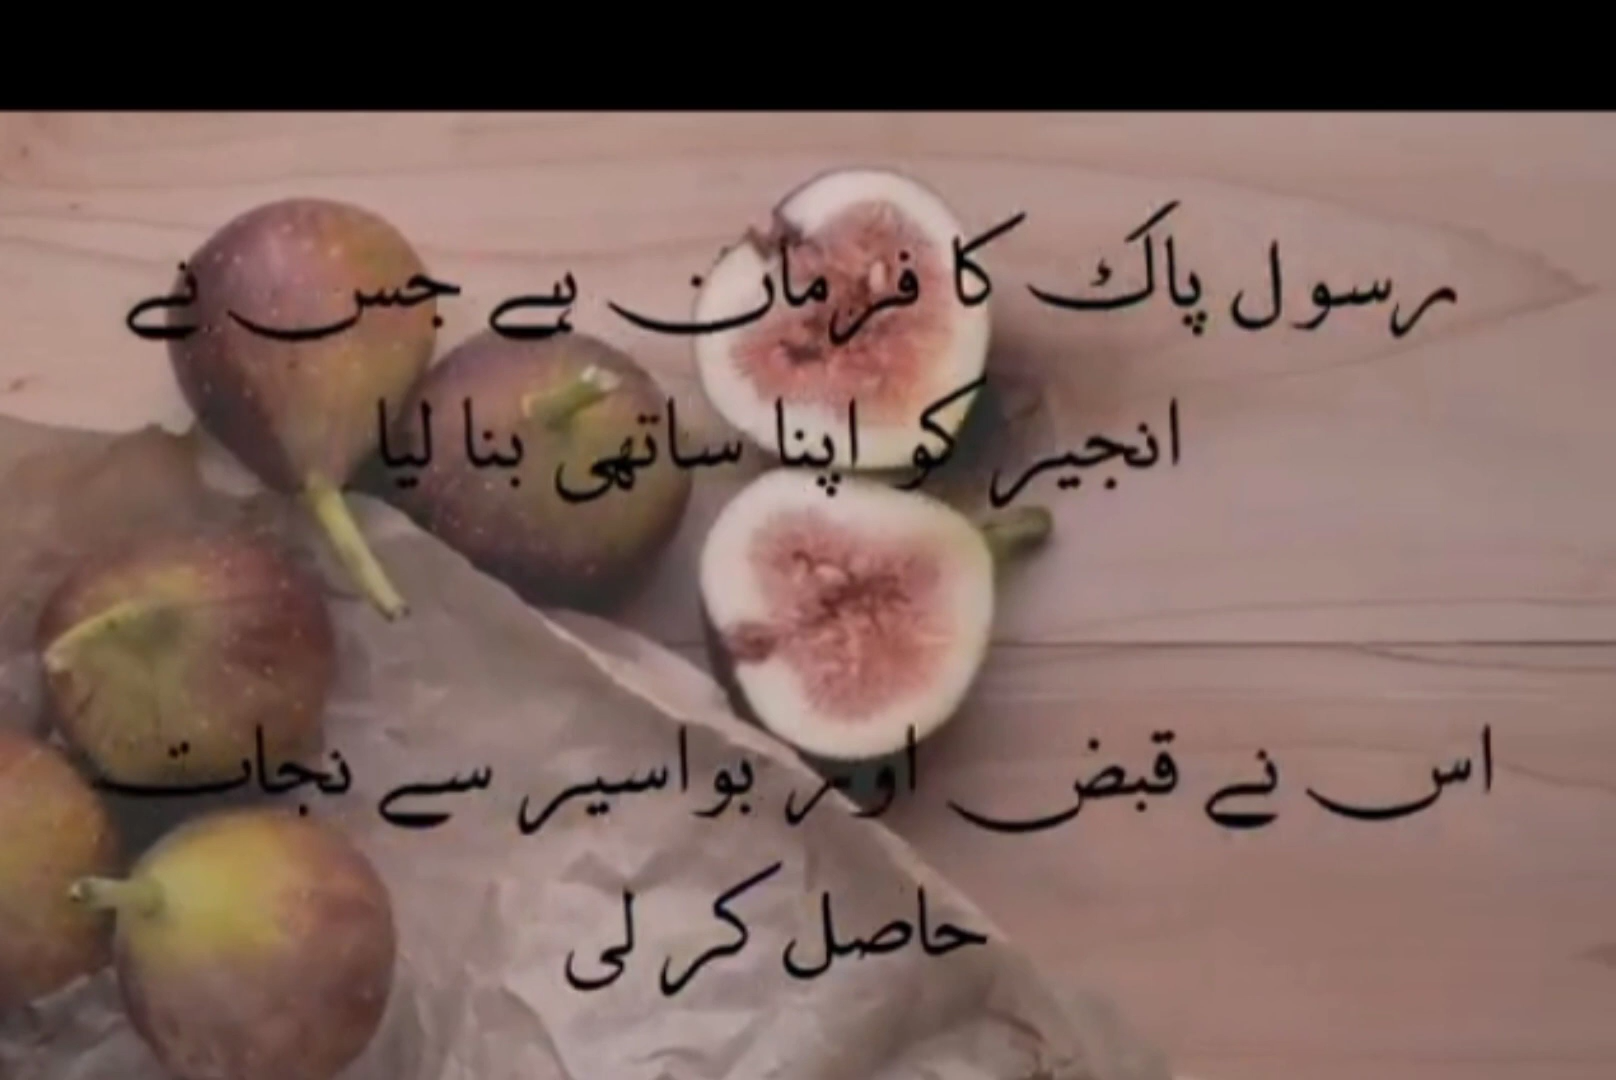 رسول پاک کا فرمان ہے جس نے
انجیر کو اپنا ساتھی بنا لیا
اس نے قبض اور بواسیر سے نجات
حاصل کر لی